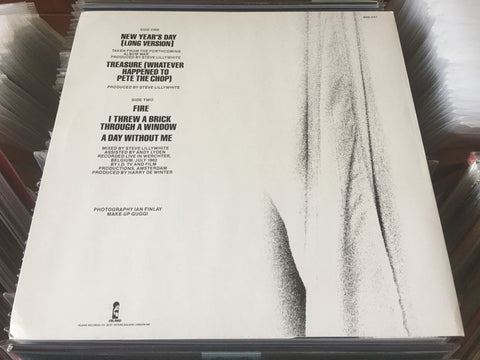 600 847
SIDE ONE
NEW YEAR'S DAY
(LONG VERSION)
TAKEN FROM THE FORTHCOMING
ALBUM WAR
PRODUCED BY STEVE LILLYWHITE
TREASURE (WHATEVER
HAPPENED TO
PETE THE CHOP)
PRODUCED BY STEVE LILLYWHITE
SIDE TWO
FIRE
I THREW A BRICK
THROUGH A WINDOW
A DAY WITHOUT ME
MIXED BY STEVE LILLYWHITE
ASSISTED BY ANDY LYDEN
RECORDED LIVE IN WERCHTER,
BELGIUM, JULY 1982
BY I.D. TV AND FILM
PRODUCTIONS, AMSTERDAM
PRODUCED BY HARRY DE WINTER
PHOTOGRAPHY IAN FINLAY
MAKE-UP GUGGI
ISLAND